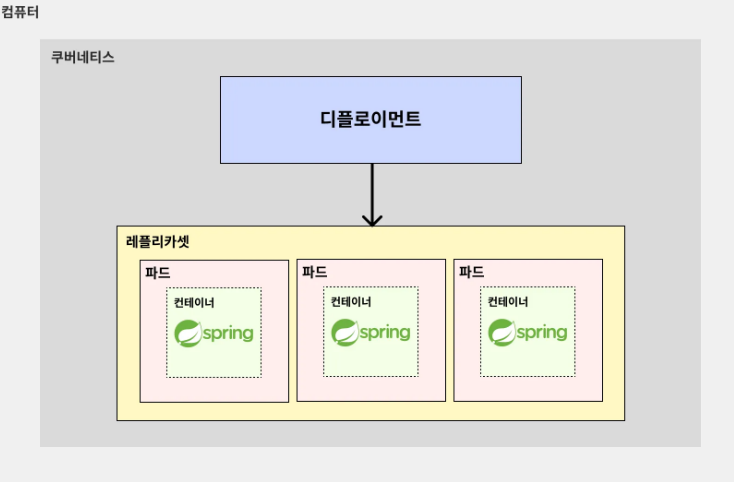 컴퓨터
쿠버네티스
디플로이먼트
레플리카셋
파드
컨테이너
spring
파드
컨테이너
spring
파드
컨테이너
spring